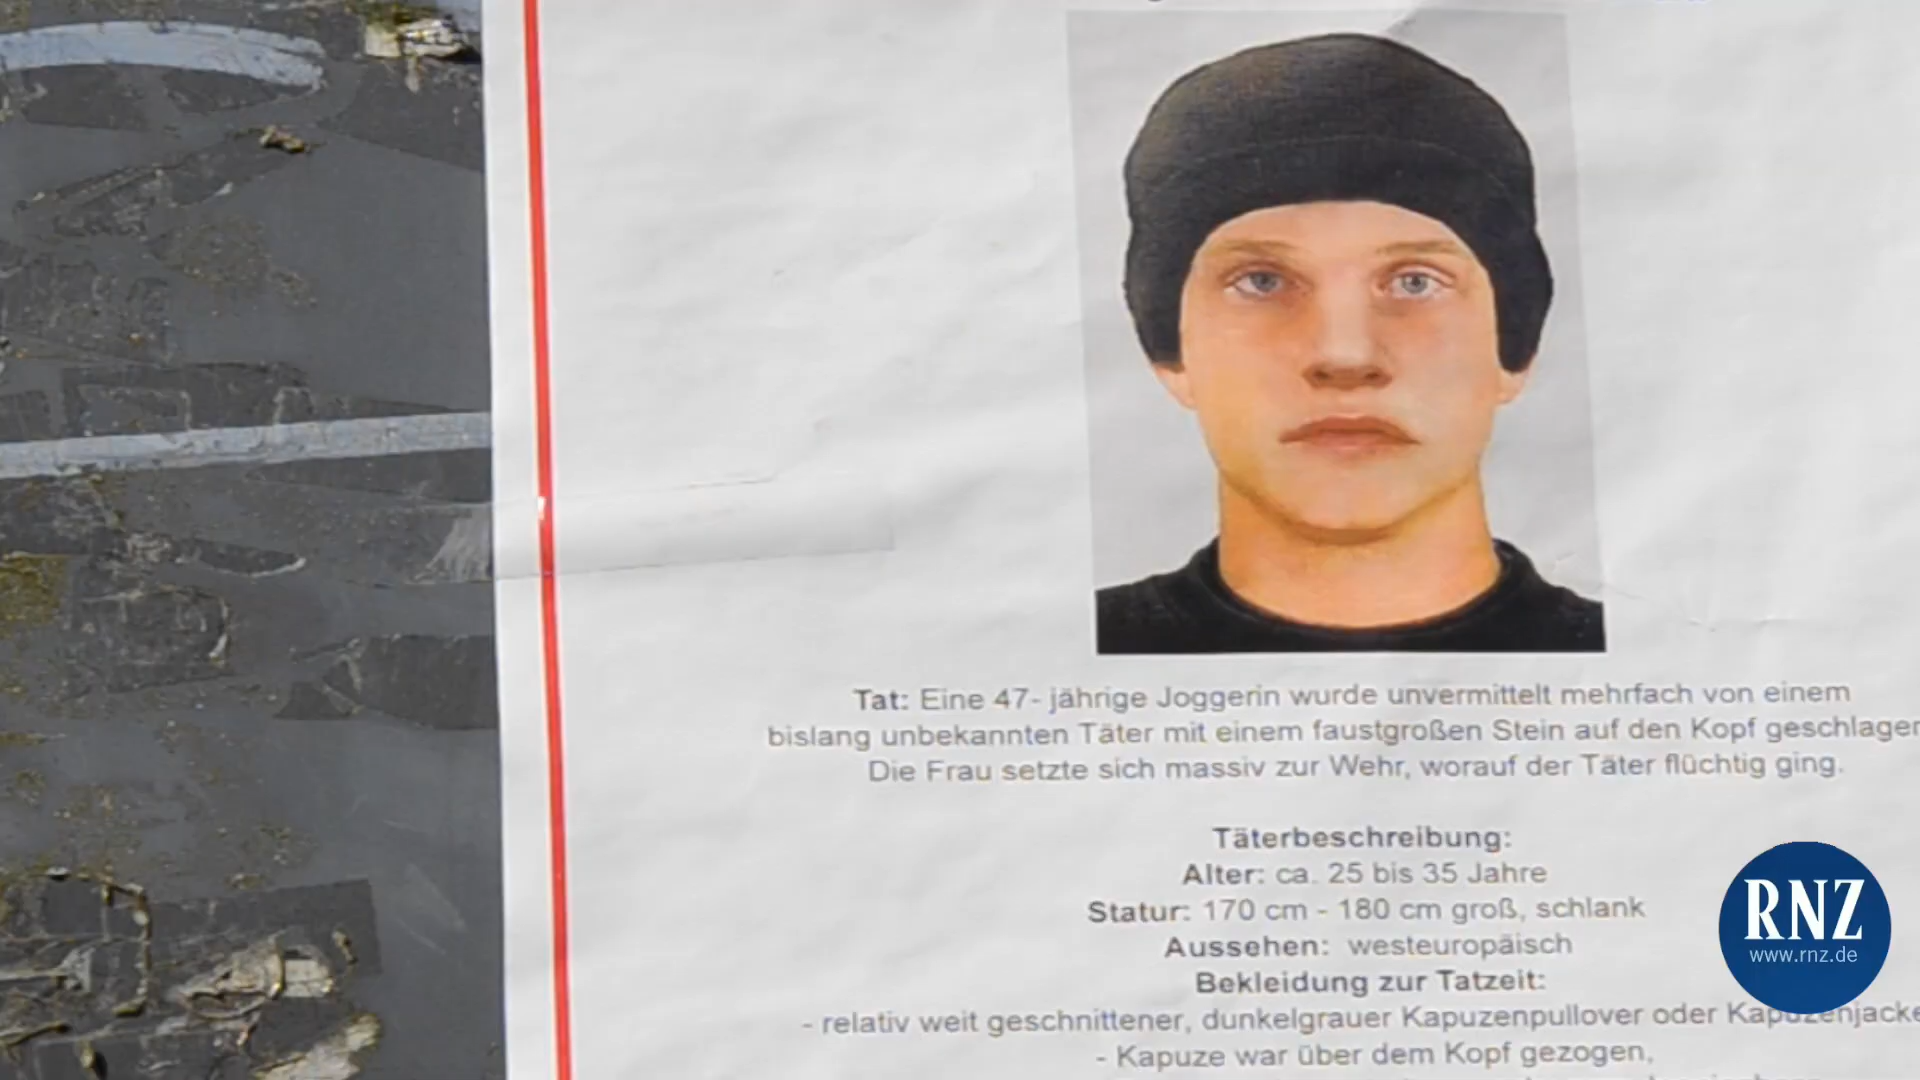 Tat: Eine 47- jährige Joggerin wurde unvermittelt mehrfach von einem
bislang unbekannten Täter mit einem faustgroßen Stein auf den Kopf geschlagen
Die Frau setzte sich massiv zur Wehr, worauf der Täter flüchtig ging.
Täterbeschreibung:
Alter: ca. 25 bis 35 Jahre
Statur: 170 cm - 180 cm groß, schlank
Aussehen: westeuropäisch
Bekleidung zur Tatzeit:
- relativ weit geschnittener, dunkelgrauer Kapuzenpullover oder Kapuzenjacke
- Kapuze war über dem Kopf gezogen,
RNZ
www.rnz.de